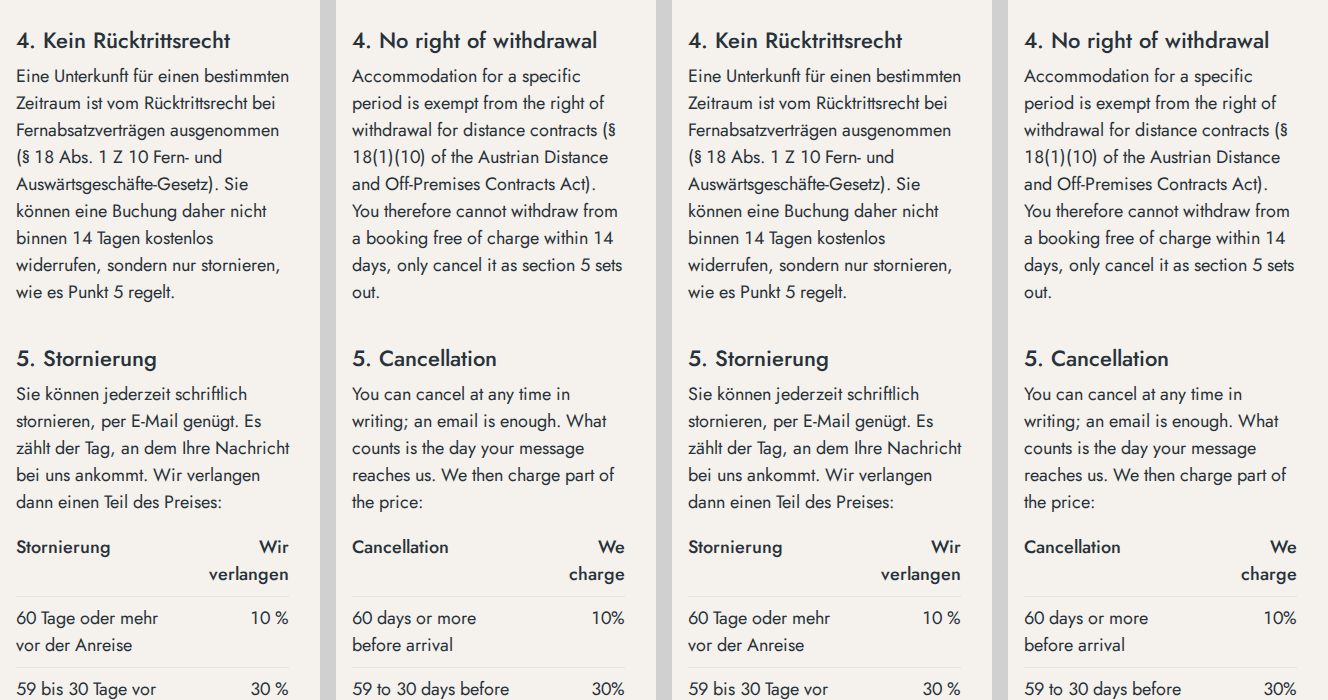 4. Kein Rücktrittsrecht
Eine Unterkunft für einen bestimmten
Zeitraum ist vom Rücktrittsrecht bei
Fernabsatzverträgen ausgenommen
(§ 18 Abs. 1 Z 10 Fern- und
Auswärtsgeschäfte-Gesetz). Sie
können eine Buchung daher nicht
binnen 14 Tagen kostenlos
widerrufen, sondern nur stornieren,
wie es Punkt 5 regelt.
5. Stornierung
Sie können jederzeit schriftlich
stornieren, per E-Mail genügt. Es
zählt der Tag, an dem Ihre Nachricht
bei uns ankommt. Wir verlangen
dann einen Teil des Preises:
Stornierung Wir
verlangen
60 Tage oder mehr 10 %
vor der Anreise
59 bis 30 Tage vor 30 %
4. No right of withdrawal
Accommodation for a specific
period is exempt from the right of
withdrawal for distance contracts (§
18(1)(10) of the Austrian Distance
and Off-Premises Contracts Act).
You therefore cannot withdraw from
a booking free of charge within 14
days, only cancel it as section 5 sets
out.
5. Cancellation
You can cancel at any time in
writing; an email is enough. What
counts is the day your message
reaches us. We then charge part of
the price:
Cancellation We
charge
60 days or more 10%
before arrival
59 to 30 days before 30%
4. Kein Rücktrittsrecht
Eine Unterkunft für einen bestimmten
Zeitraum ist vom Rücktrittsrecht bei
Fernabsatzverträgen ausgenommen
(§ 18 Abs. 1 Z 10 Fern- und
Auswärtsgeschäfte-Gesetz). Sie
können eine Buchung daher nicht
binnen 14 Tagen kostenlos
widerrufen, sondern nur stornieren,
wie es Punkt 5 regelt.
5. Stornierung
Sie können jederzeit schriftlich
stornieren, per E-Mail genügt. Es
zählt der Tag, an dem Ihre Nachricht
bei uns ankommt. Wir verlangen
dann einen Teil des Preises:
Stornierung Wir
verlangen
60 Tage oder mehr 10 %
vor der Anreise
59 bis 30 Tage vor 30 %
4. No right of withdrawal
Accommodation for a specific
period is exempt from the right of
withdrawal for distance contracts (§
18(1)(10) of the Austrian Distance
and Off-Premises Contracts Act).
You therefore cannot withdraw from
a booking free of charge within 14
days, only cancel it as section 5 sets
out.
5. Cancellation
You can cancel at any time in
writing; an email is enough. What
counts is the day your message
reaches us. We then charge part of
the price:
Cancellation We
charge
60 days or more 10%
before arrival
59 to 30 days before 30%